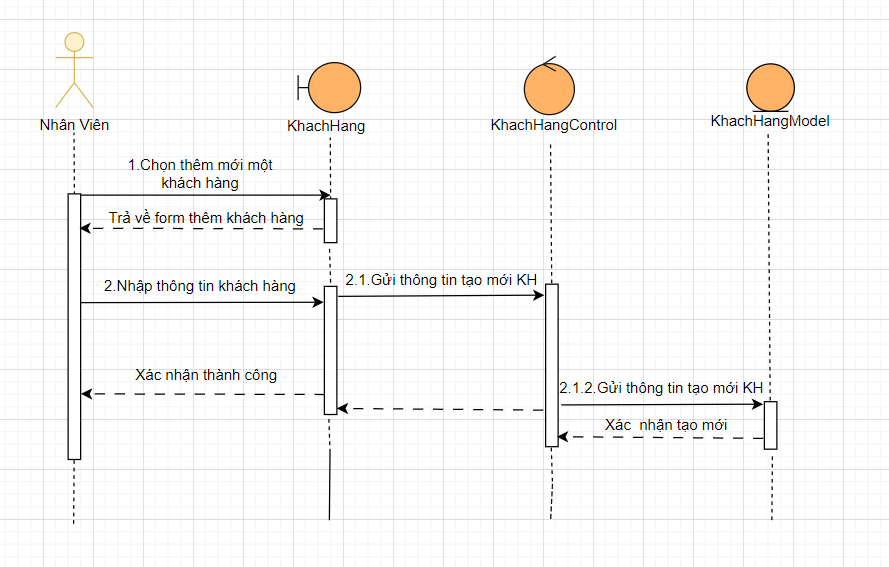 Nhân Viên
KhachHang
KhachHangControl
KhachHangModel
1.Chọn thêm mới một
khách hàng
Trả về form thêm khách hàng
2.Nhập thông tin khách hàng
2.1.Gửi thông tin tạo mới KH
Xác nhận thành công
2.1.2.Gửi thông tin tạo mới KH
Xác nhận tạo mới